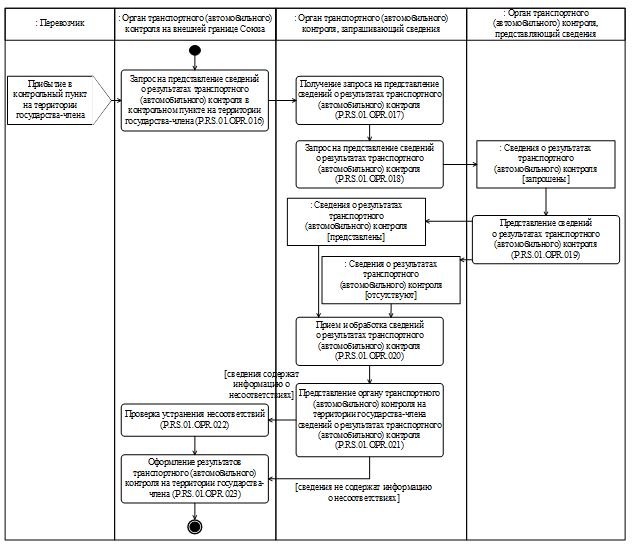 : Перевозчик
: Орган транспортного (автомобильного)
контроля на внешней границе Союза
: Орган транспортного (автомобильного)
контроля, запрашивающий сведения
: Орган транспортного
(автомобильного) контроля,
представляющий сведения
Прибытие в
контрольный пункт
на территории
государства-члена
Запрос на представление сведений
о результатах транспортного
(автомобильного) контроля в
контрольном пункте на территории
государства-члена (P.RS.01.OPR.016)
Получение запроса на представление
сведений о результатах транспортного
(автомобильного) контроля
(P.RS.01.OPR.017)
Запрос на представление сведений
о результатах транспортного
(автомобильного) контроля
(P.RS.01.OPR.018)
: Сведения о результатах
транспортного
(автомобильного) контроля
[запрошены]
: Сведения о результатах
транспортного
(автомобильного) контроля
[представлены]
Представление сведений
о результатах транспортного
(автомобильного) контроля
(P.RS.01.OPR.019)
: Сведения о результатах
транспортного
(автомобильного) контроля
[отсутствуют]
Прием и обработка сведений
о результатах транспортного
(автомобильного) контроля
(P.RS.01.OPR.020)
[сведения содержат
информацию о
несоответствиях]
Представление органу транспортного
(автомобильного) контроля на
территории государства-члена
сведений о результатах транспортного
(автомобильного) контроля
(P.RS.01.OPR.021)
Проверка устранения несоответствий
(P.RS.01.OPR.022)
Оформление результатов
транспортного (автомобильного)
контроля на территории государства-
члена (P.RS.01.OPR.023)
[сведения не содержат информацию
о несоответствиях]